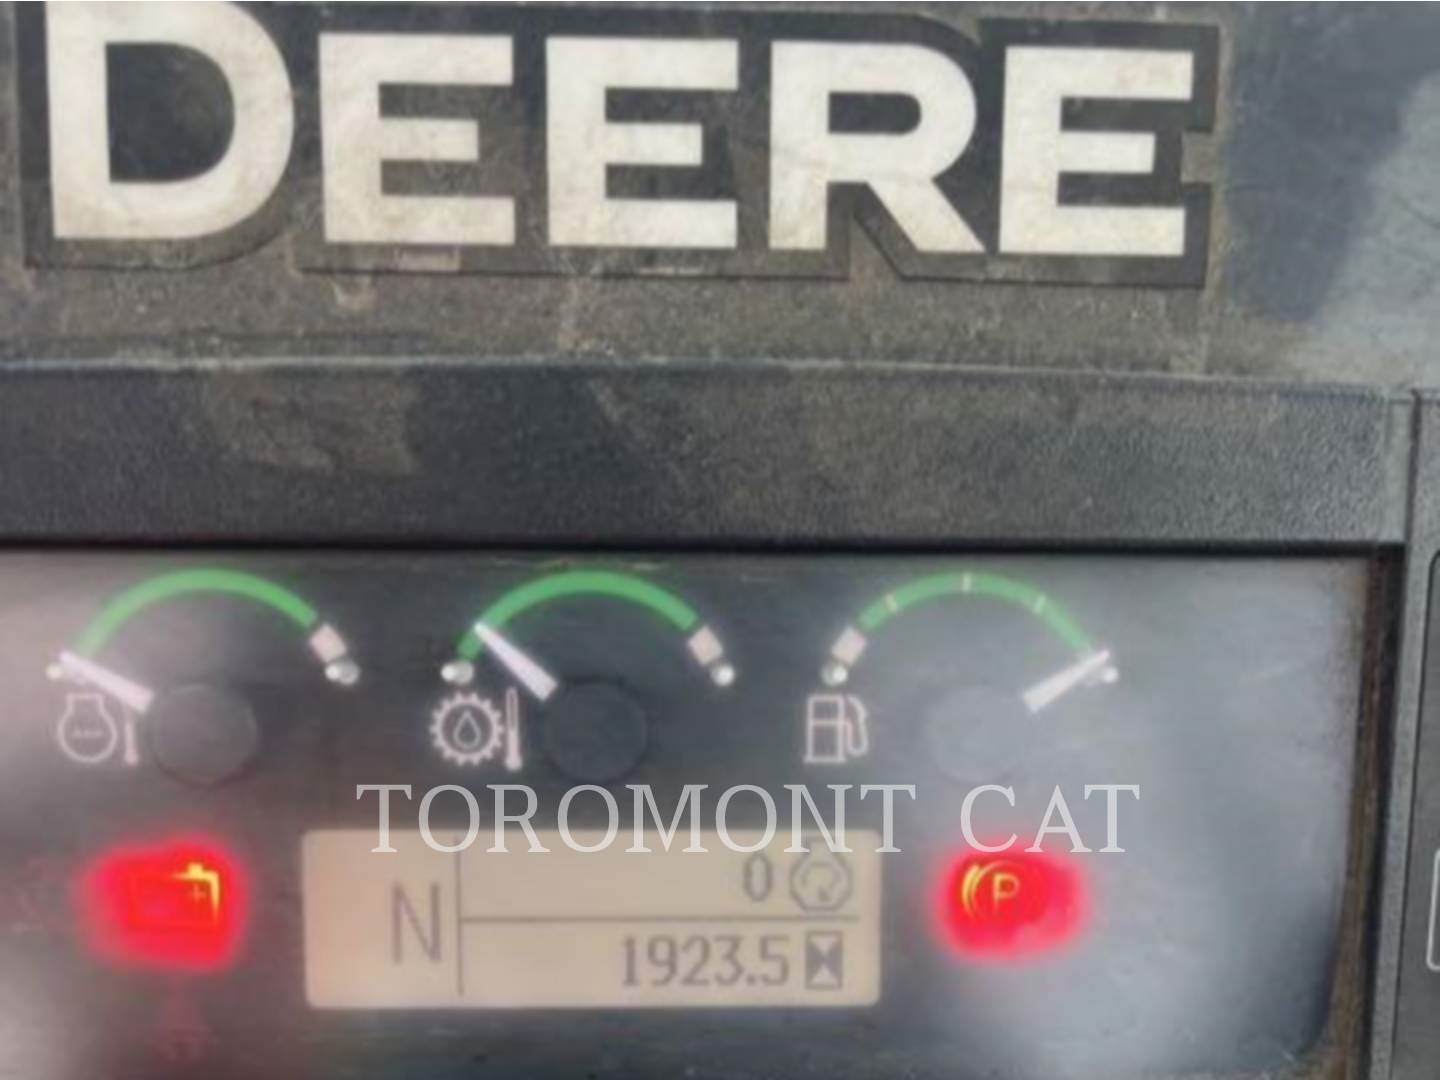 DEERE
TOROMONT CAT
N
0
1923.5
P